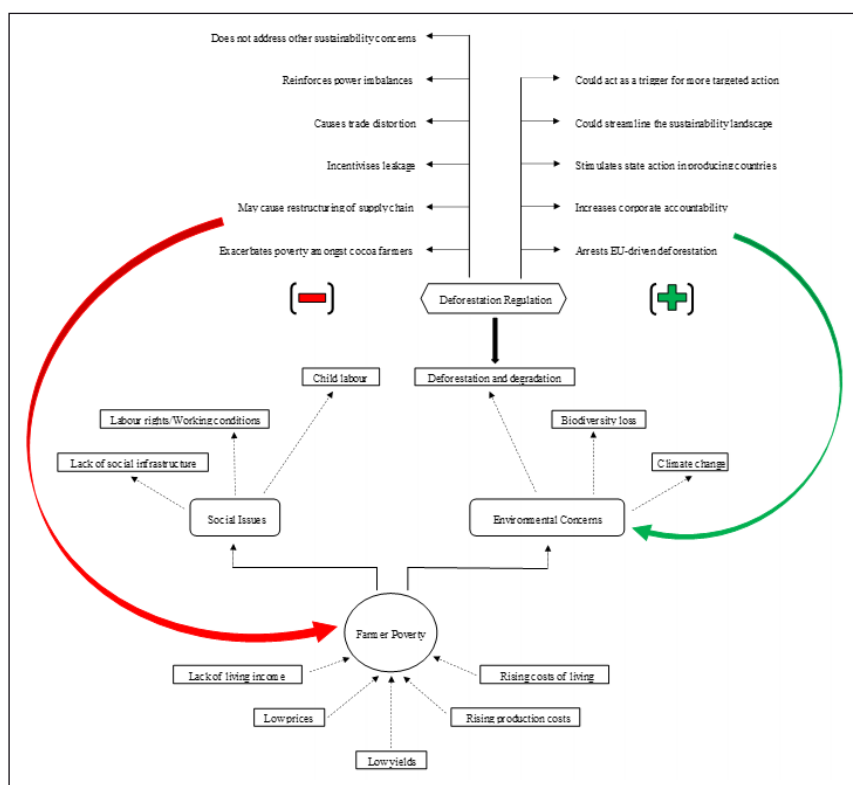 Does not address other sustainability concerns
Reinforces power imbalances
Could act as a trigger for more targeted action
Causes trade distortion
Could streamline the sustainability landscape
Incentivises leakage
Stimulates state action in producing countries
May cause restructuring of supply chain
Increases corporate accountability
Exacerbates poverty amongst cocoa farmers
Arrests EU-driven deforestation
Deforestation Regulation
Child labour
Deforestation and degradation
Labour rights/Working conditions
Biodiversity loss
Lack of social infrastructure
Climate change
Social Issues
Environmental Concerns
Farmer Poverty
Lack of living income
Rising costs of living
Low prices
Rising production costs
Low yields